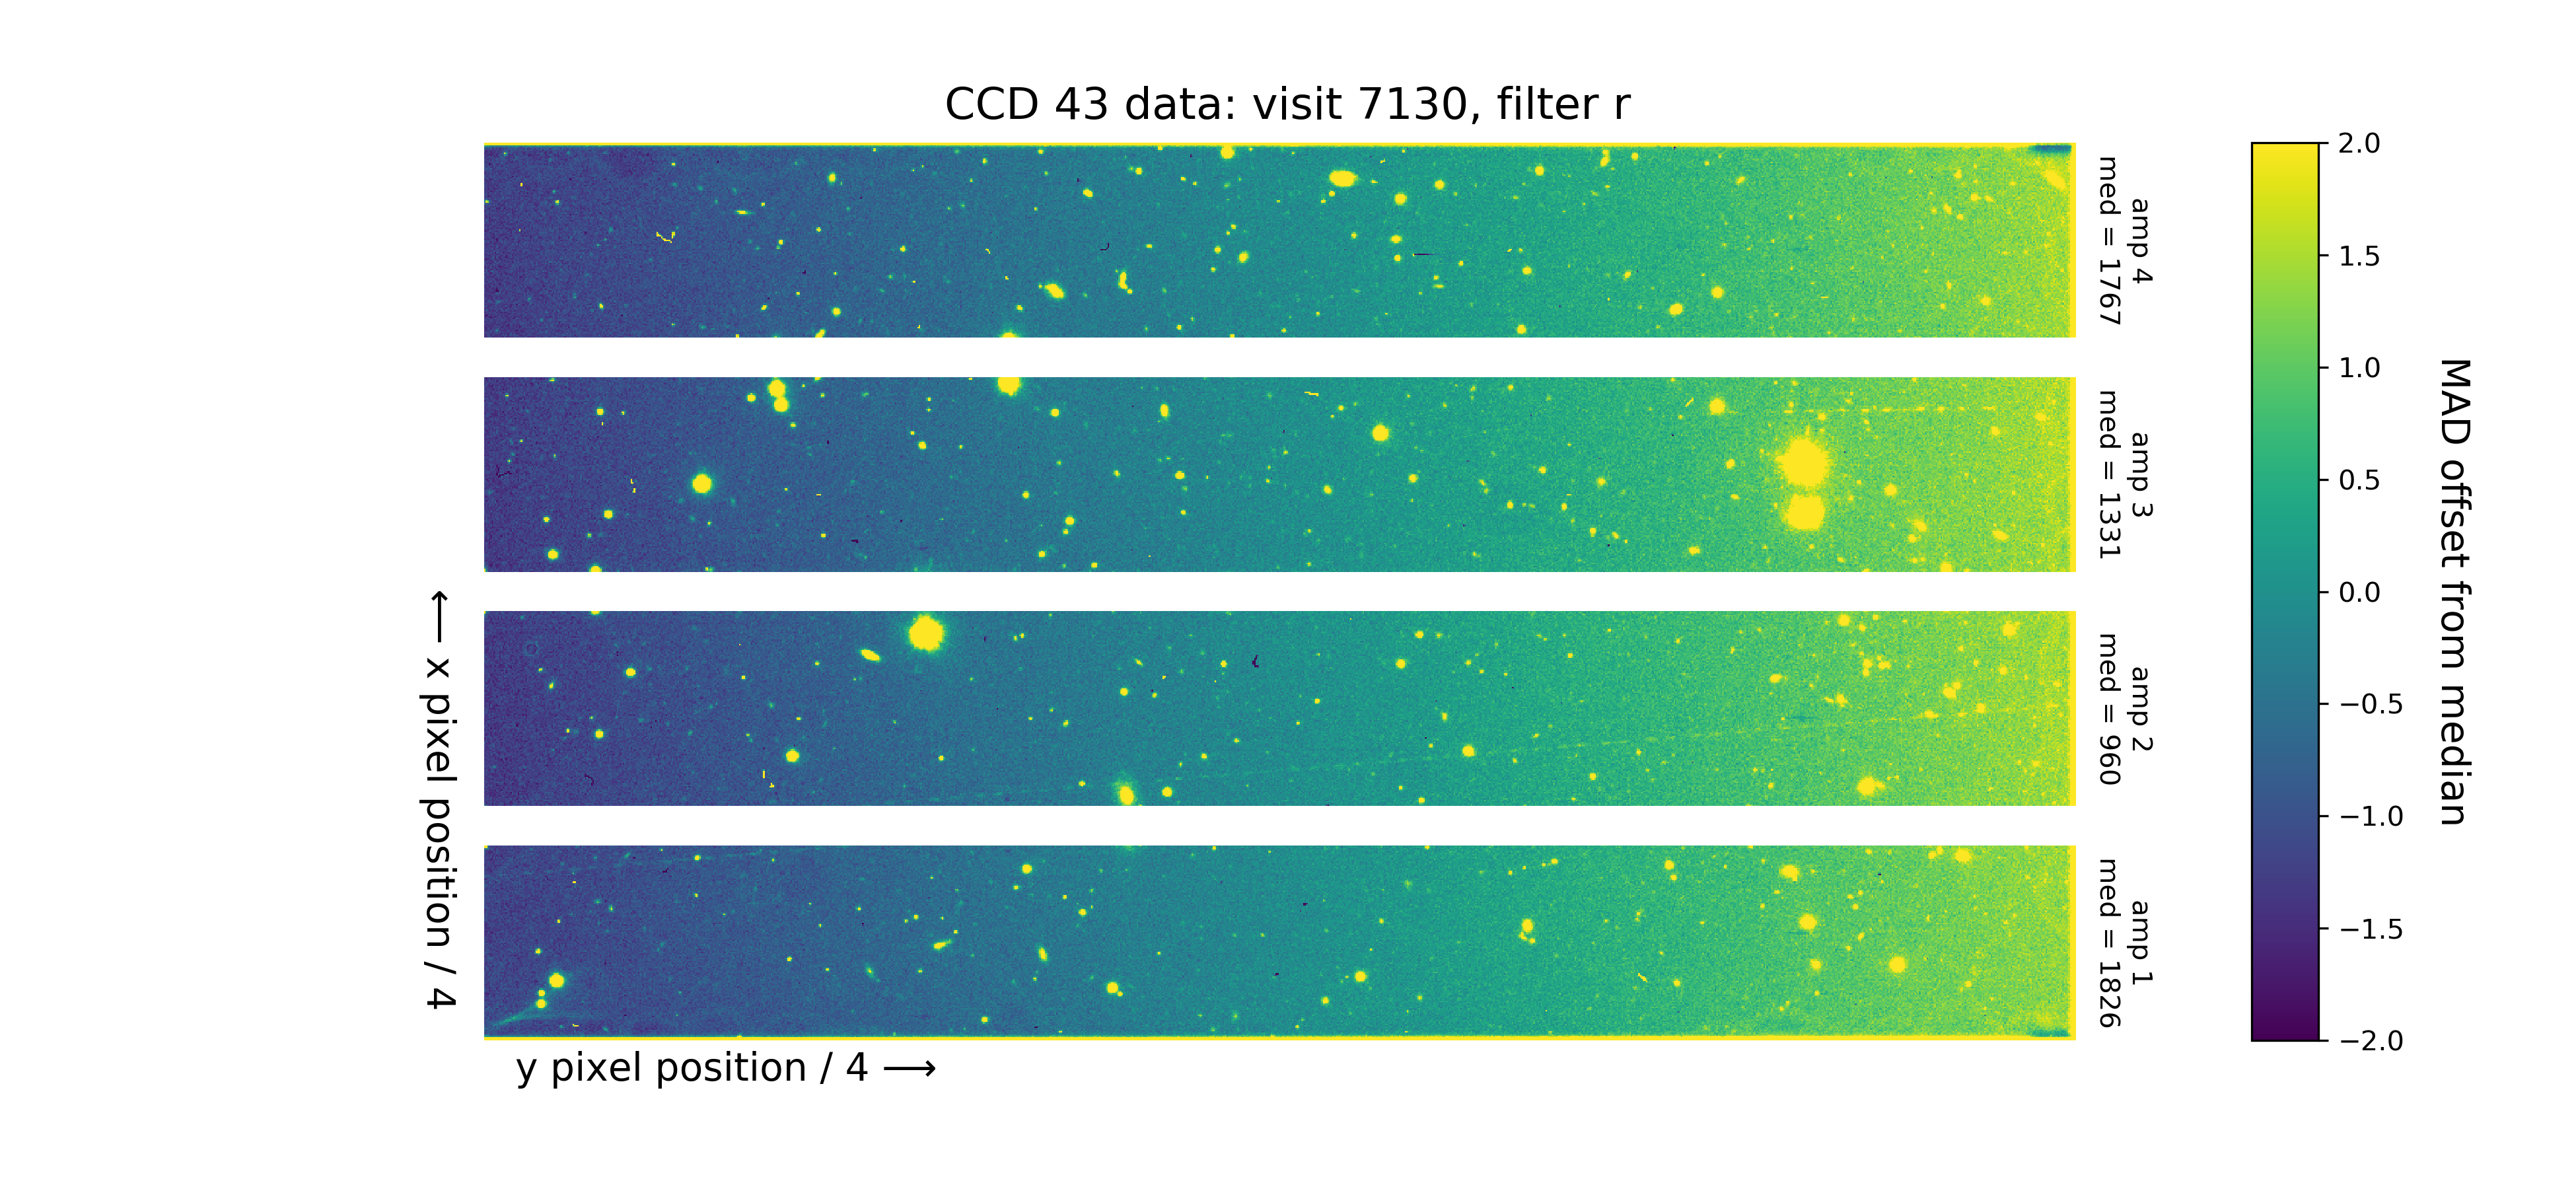 CCD 43 data: visit 7130, filter r
amp 4
med = 1767
amp 3
med = 1331
amp 2
med = 960
amp 1
med = 1826
⟵ x pixel position / 4
y pixel position / 4 ⟶
2.0
1.5
1.0
0.5
0.0
−0.5
−1.0
−1.5
−2.0
MAD offset from median